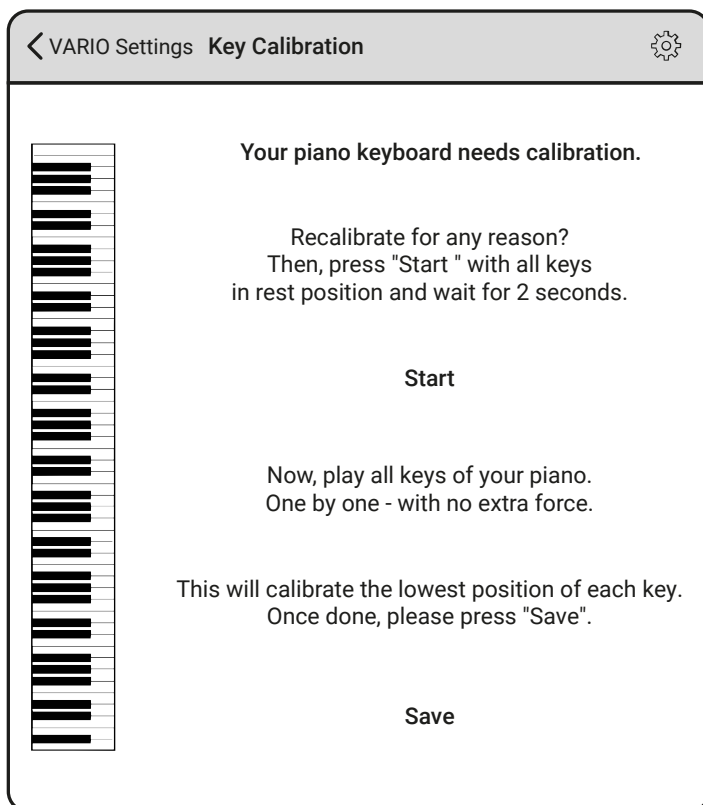 VARIO Settings Key Calibration
Your piano keyboard needs calibration.
Recalibrate for any reason?
Then, press "Start " with all keys
in rest position and wait for 2 seconds.
Start
Now, play all keys of your piano.
One by one - with no extra force.
This will calibrate the lowest position of each key.
Once done, please press "Save".
Save